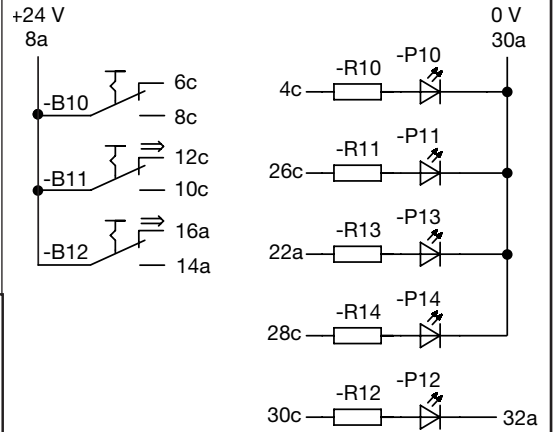 +24 V
8a
-B10
6c
8c
-B11
12c
10c
-B12
16a
14a
0 V
30a
4c
-R10
-P10
26c
-R11
-P11
22a
-R13
-P13
28c
-R14
-P14
30c
-R12
-P12
32a